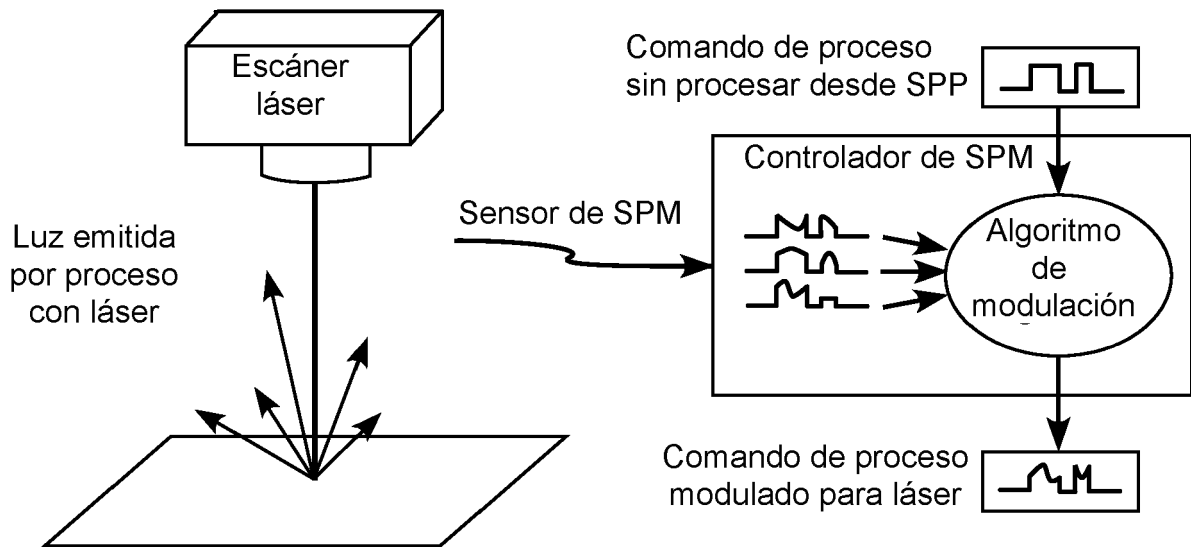 Escáner
láser
Luz emitida
por proceso
con láser
Sensor de SPM
Comando de proceso
sin procesar desde SPP
Controlador de SPM
Algoritmo
de
modulación
Comando de proceso
modulado para láser